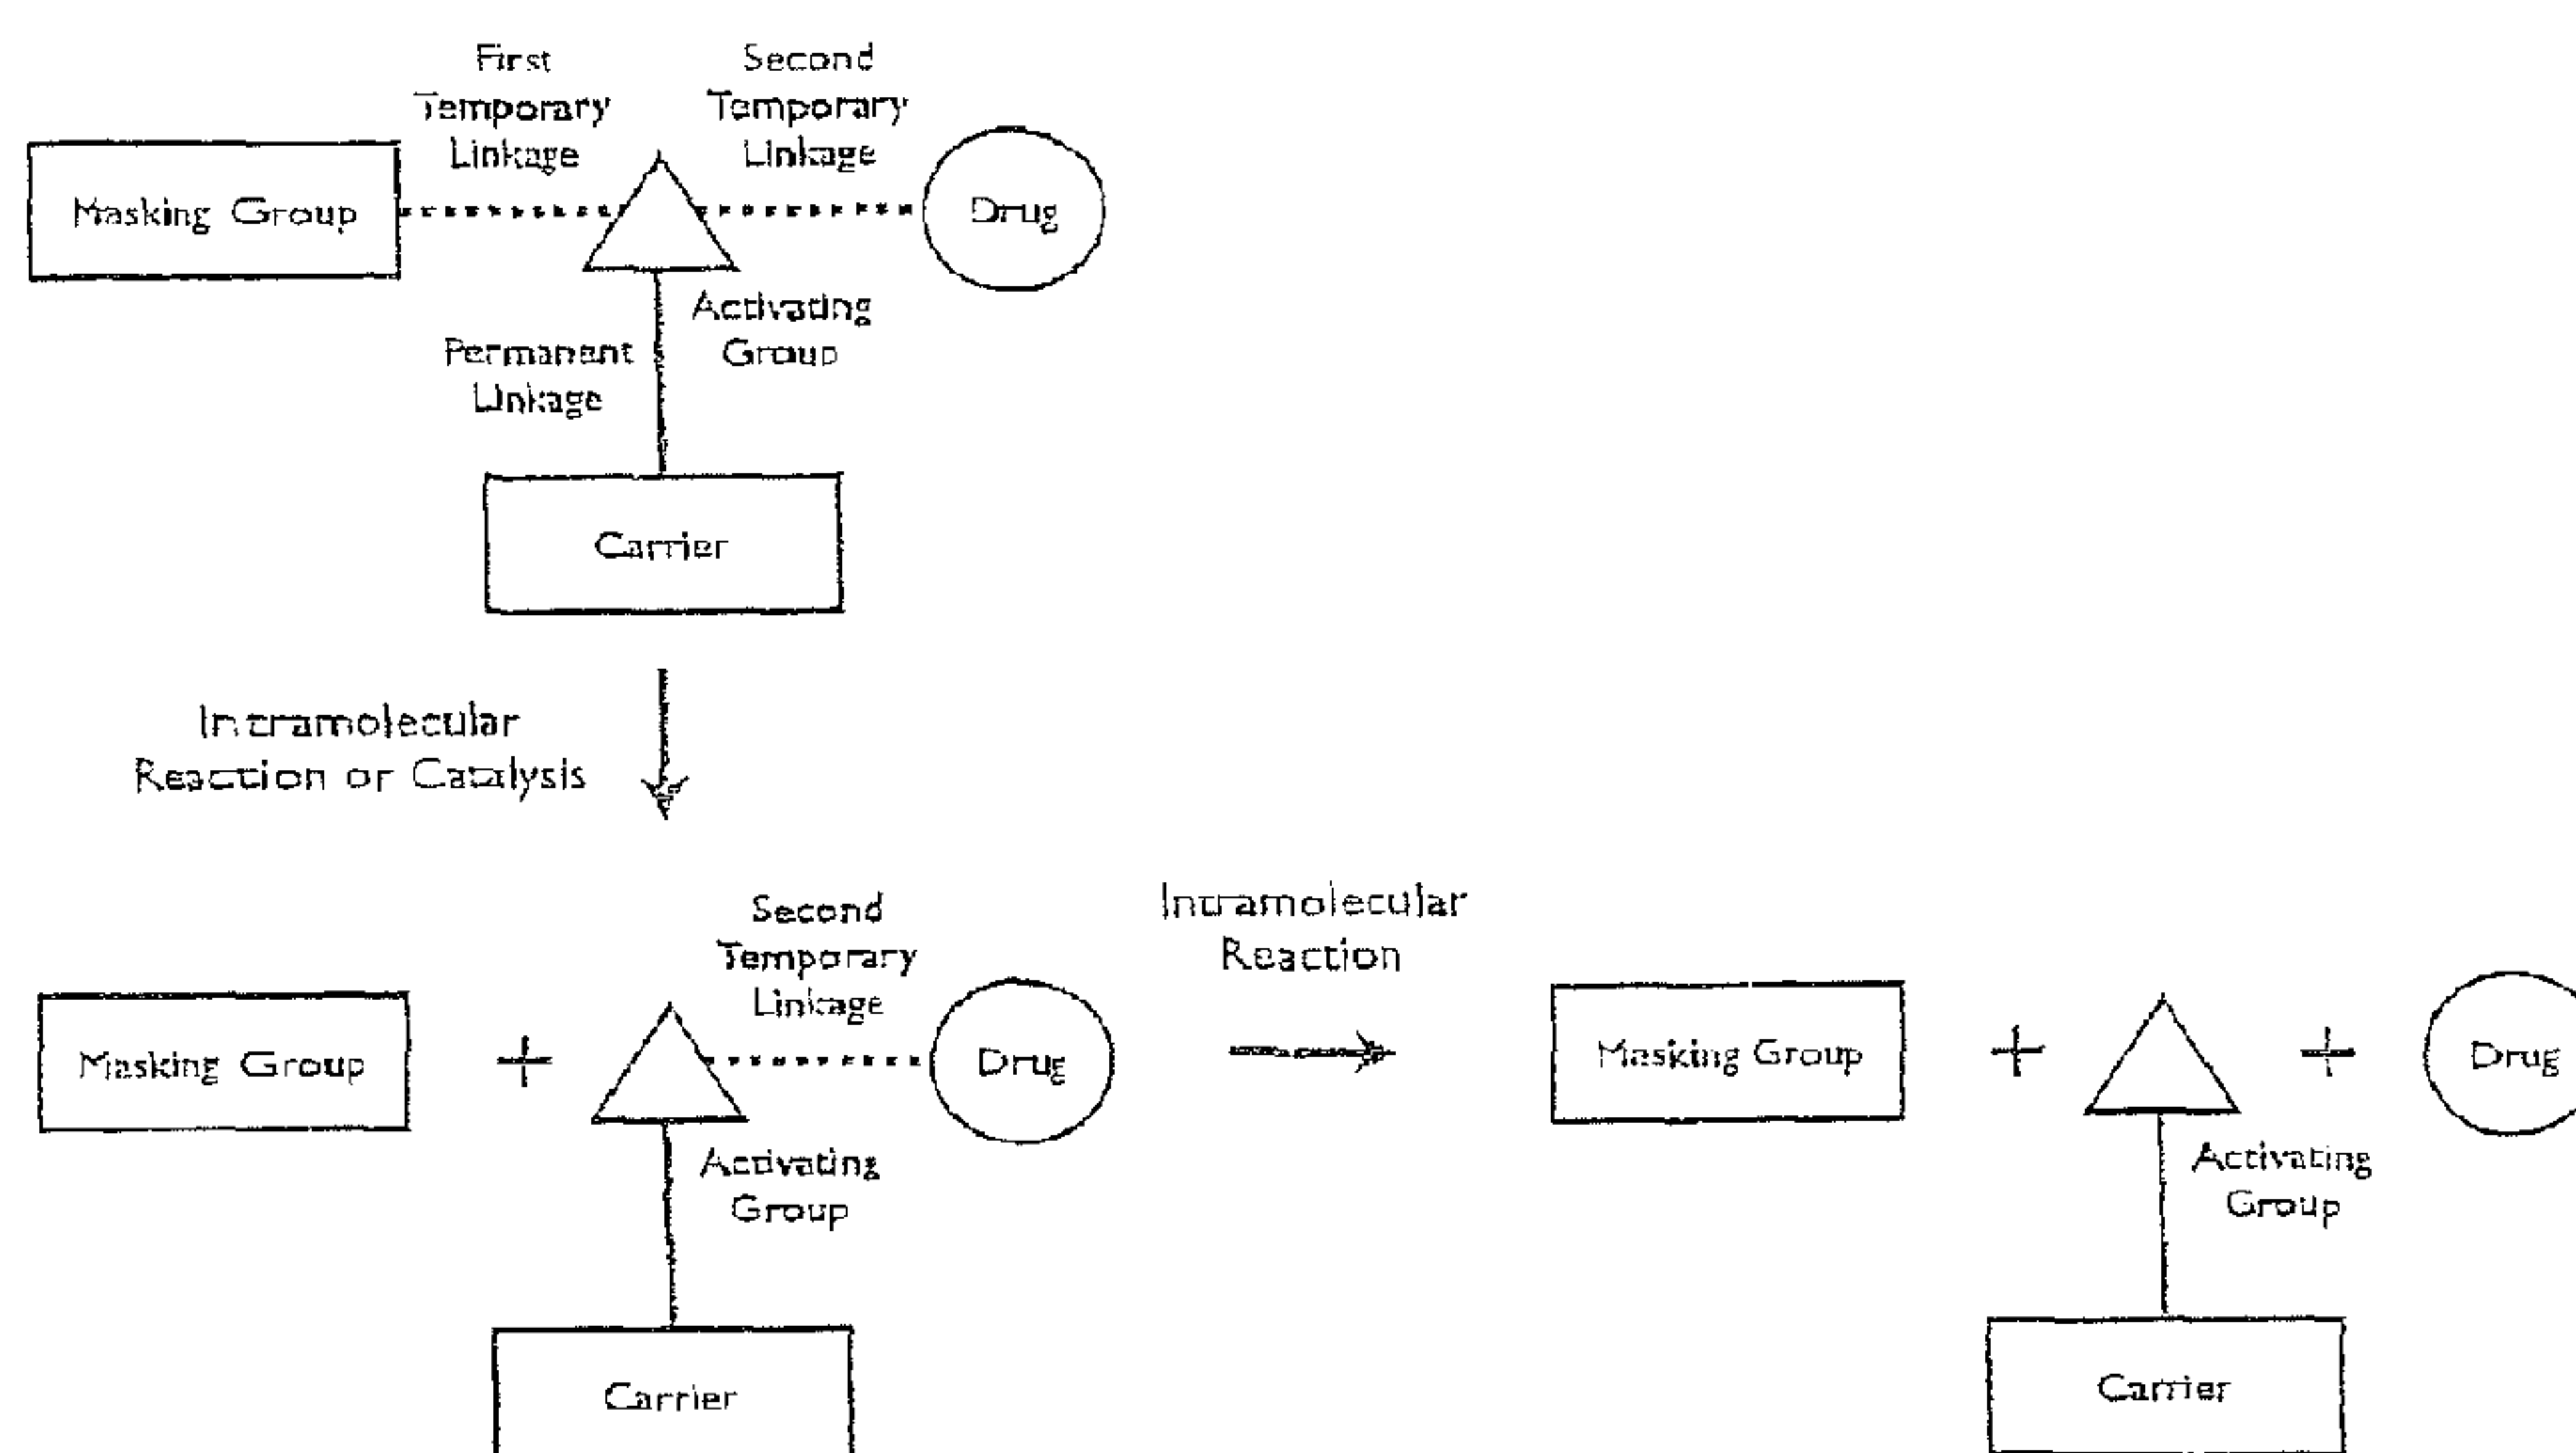 First
Temporary
Linkage
Second
Temporary
Linkage
Masking Group
Drug
Activating
Group
Permanent
Linkage
Carrier
Intramolecular
Reaction or Catalysis
Second
Temporary
Linkage
Intramolecular
Reaction
Masking Group
+
Drug
Masking Group
+
+
Drug
Activating
Group
Activating
Group
Carrier
Carrier